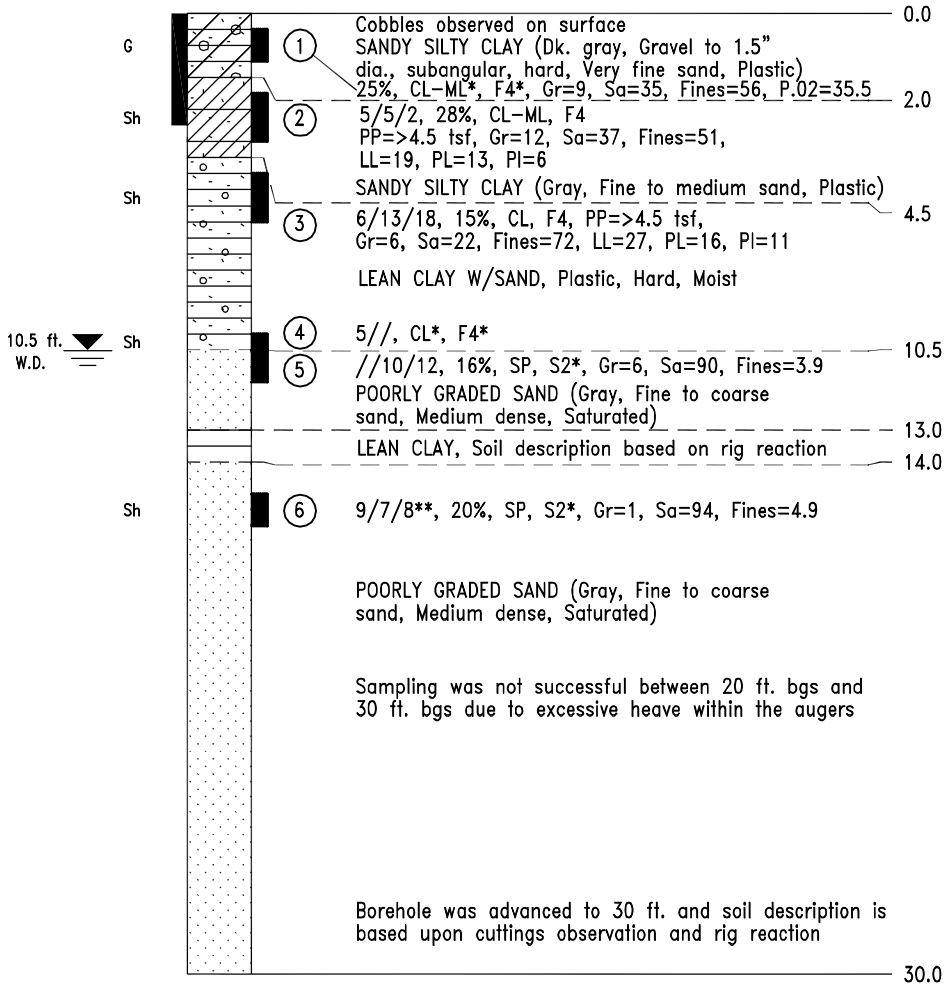 Cobbles observed on surface
0.0
G
1
SANDY SILTY CLAY (Dk. gray, Gravel to 1.5"
dia., subangular, hard, Very fine sand, Plastic)
25%, CL-ML*, F4*, Gr=9, Sa=35, Fines=56, P.02=35.5
2.0
Sh
2
5/5/2, 28%, CL-ML, F4
PP=>4.5 tsf, Gr=12, Sa=37, Fines=51,
LL=19, PL=13, PI=6
SANDY SILTY CLAY (Gray, Fine to medium sand, Plastic)
4.5
Sh
3
6/13/18, 15%, CL, F4, PP=>4.5 tsf,
Gr=6, Sa=22, Fines=72, LL=27, PL=16, PI=11
LEAN CLAY W/SAND, Plastic, Hard, Moist
10.5 ft.
W.D.
Sh
4
5//, CL*, F4*
10.5
5
//10/12, 16%, SP, S2*, Gr=6, Sa=90, Fines=3.9
POORLY GRADED SAND (Gray, Fine to coarse
sand, Medium dense, Saturated)
13.0
LEAN CLAY, Soil description based on rig reaction
14.0
Sh
6
9/7/8**, 20%, SP, S2*, Gr=1, Sa=94, Fines=4.9
POORLY GRADED SAND (Gray, Fine to coarse
sand, Medium dense, Saturated)
Sampling was not successful between 20 ft. bgs and
30 ft. bgs due to excessive heave within the augers
Borehole was advanced to 30 ft. and soil description is
based upon cuttings observation and rig reaction
30.0